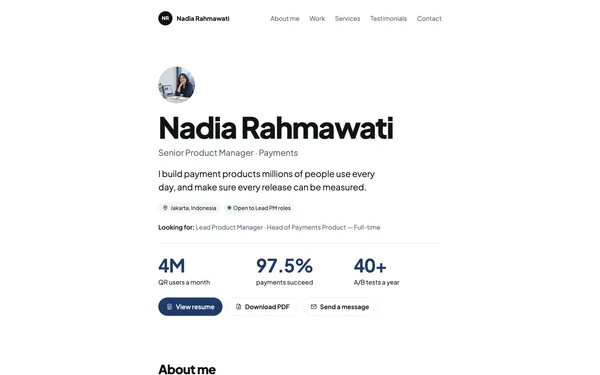 NR Nadia Rahmawati About me Work Services Testimonials Contact
Nadia Rahmawati
Senior Product Manager · Payments
I build payment products millions of people use every
day, and make sure every release can be measured.
Jakarta, Indonesia Open to Lead PM roles
Looking for: Lead Product Manager · Head of Payments Product — Full-time
4M 97.5% 40+
QR users a month payments succeed A/B tests a year
View resume Download PDF Send a message
About me